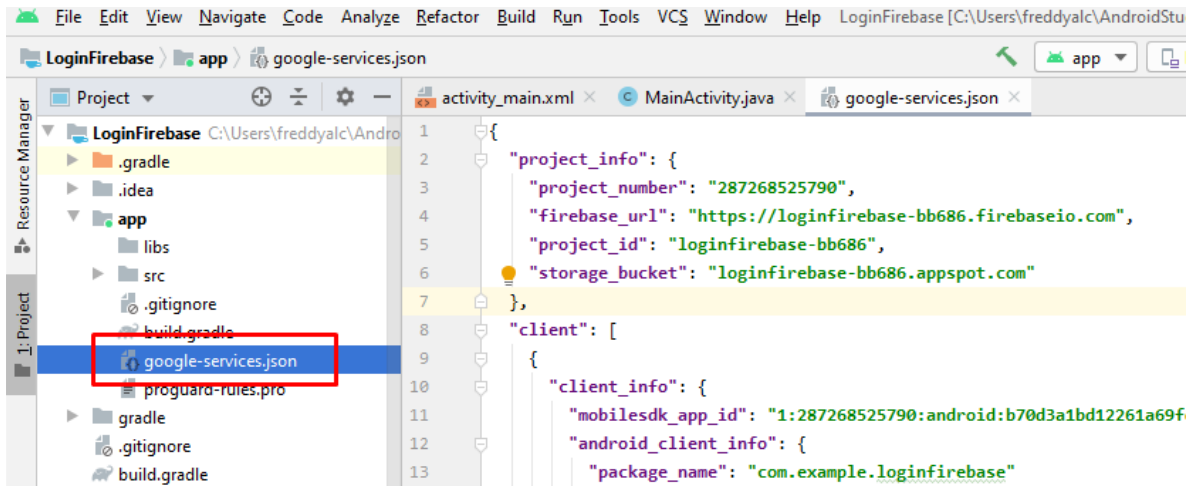 File Edit View Navigate Code Analyze Refactor Build Run Tools VCS Window Help LoginFirebase [C:\Users\freddyalc\AndroidStu
LoginFirebase app google-services.json
app
Project
activity_main.xml MainActivity.java google-services.json
Resource Manager
1: Project
LoginFirebase C:\Users\freddyalc\Andro
.gradle
.idea
app
libs
src
.gitignore
build.gradle
google-services.json
proguard-rules.pro
gradle
.gitignore
build.gradle
1 {
2 "project_info": {
3 "project_number": "287268525790",
4 "firebase_url": "https://loginfirebase-bb686.firebaseio.com",
5 "project_id": "loginfirebase-bb686",
6 "storage_bucket": "loginfirebase-bb686.appspot.com"
7 },
8 "client": [
9 {
10 "client_info": {
11 "mobilesdk_app_id": "1:287268525790:android:b70d3a1bd12261a69f
12 "android_client_info": {
13 "package_name": "com.example.loginfirebase"